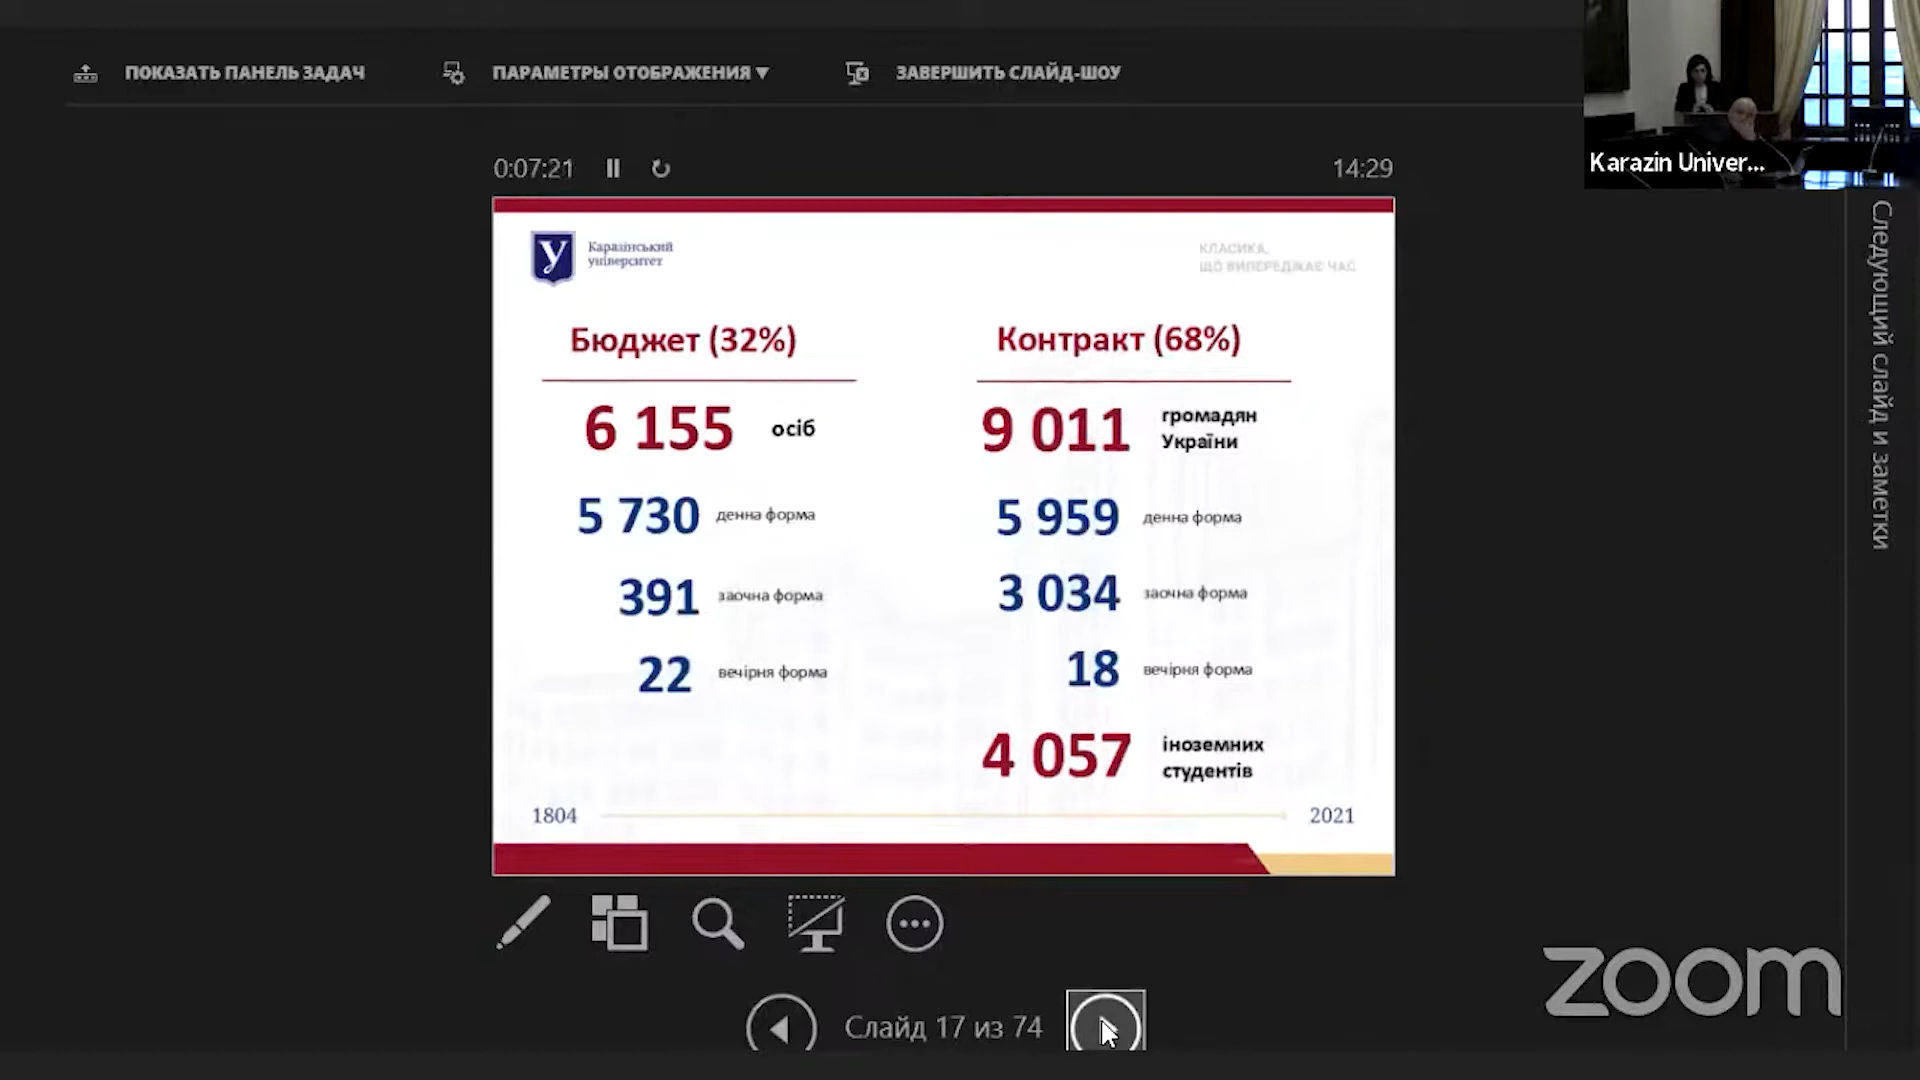 ПОКАЗАТЬ ПАНЕЛЬ ЗАДАЧ
ПАРАМЕТРЫ ОТОБРАЖЕНИЯ
ЗАВЕРШИТЬ СЛАЙД-ШОУ
Karazin Univer...
0:07:21
14:29
Следующий слайд и заметки
У
Каразінський
університет
КЛАСИКА,
ЩО ВИПЕРЕДЖАЄ ЧАС
Бюджет (32%)
6 155 осіб
5 730 денна форма
391 заочна форма
22 вечірня форма
Контракт (68%)
9 011 громадян
України
5 959 денна форма
3 034 заочна форма
18 вечірня форма
4 057 іноземних
студентів
1804
2021
Слайд 17 из 74
zoom